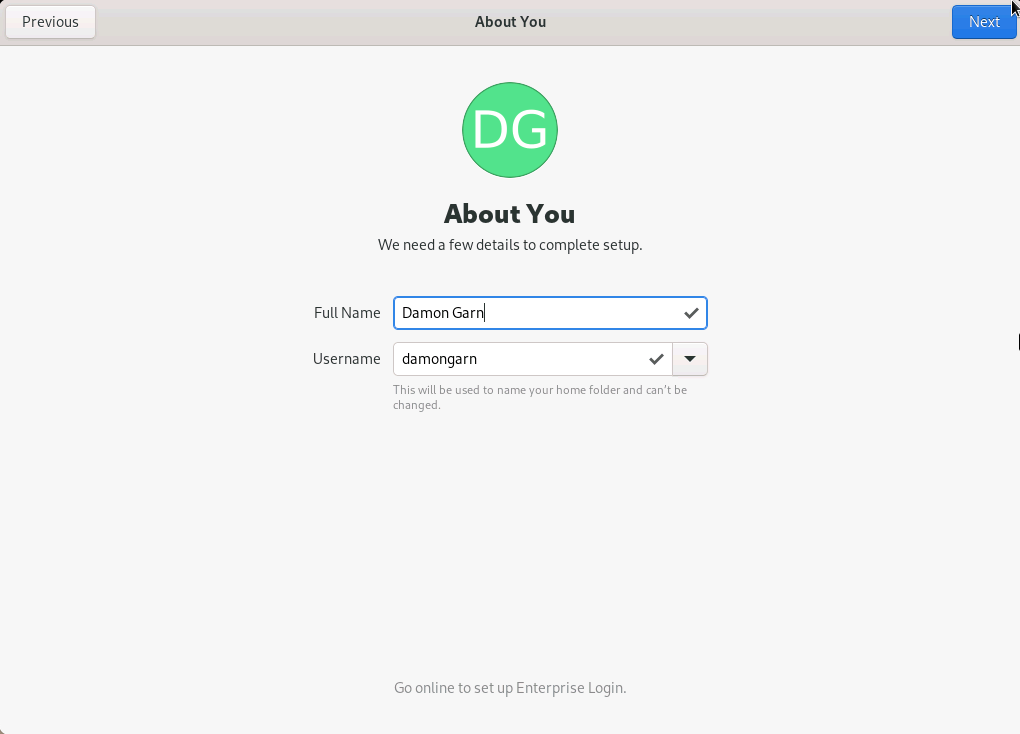 Previous
About You
Next
DG
About You
We need a few details to complete setup.
Full Name
Damon Garn
Username
damongarn
This will be used to name your home folder and can’t be
changed.
Go online to set up Enterprise Login.